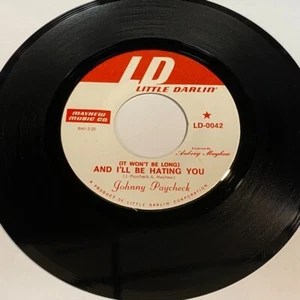 LD
LITTLE DARLIN'
MAYHEW
MUSIC CO
LD-0042
Produced By
Aubrey Mayhew
(IT WON'T BE LONG)
AND I'LL BE HATING YOU
(J. Paycheck-A. Mayhew)
Johnny Paycheck
A PRODUCT OF LITTLE DARLIN' CORPORATION